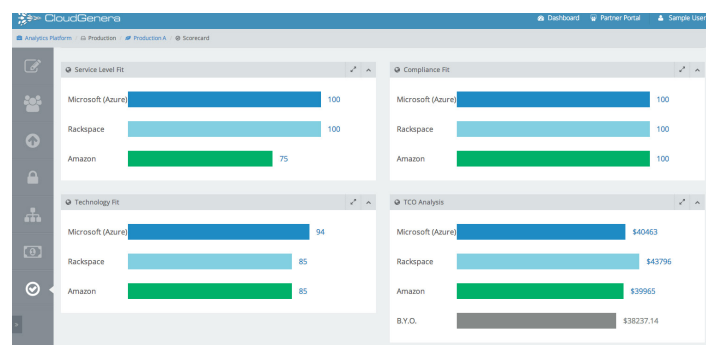 CloudGenera
Dashboard Partner Portal Sample User
Analytics Platform / Production / Production A / Scorecard
Service Level Fit
Microsoft (Azure) 100
Rackspace 100
Amazon 75
Compliance Fit
Microsoft (Azure) 100
Rackspace 100
Amazon 100
Technology Fit
Microsoft (Azure) 94
Rackspace 85
Amazon 85
TCO Analysis
Microsoft (Azure) $40463
Rackspace $43796
Amazon $39965
B.Y.O. $38237.14